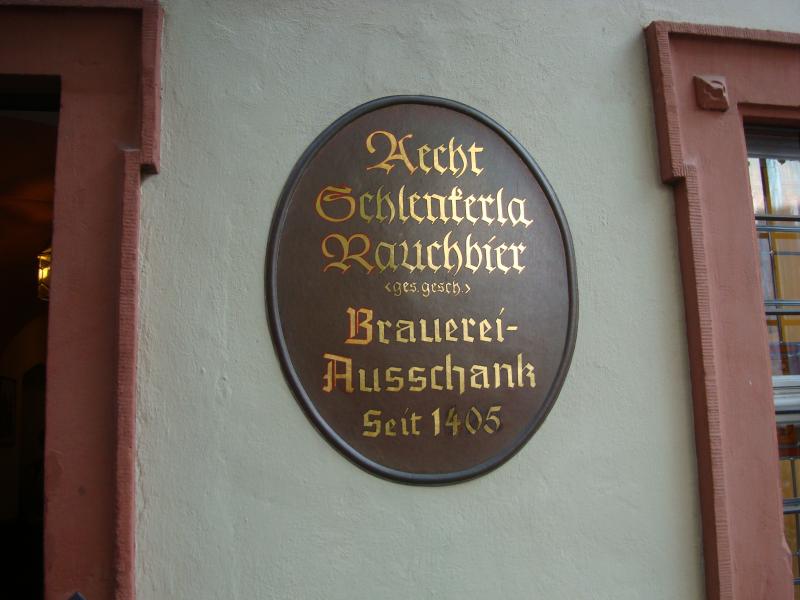 Aecht
Schlenkerla
Rauchbier
<ges. gesch.>
Brauerei-
Ausschank
Seit 1405